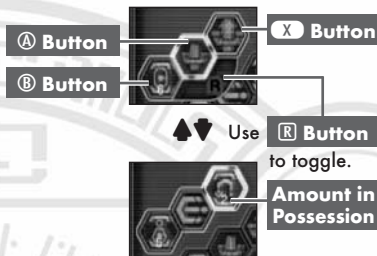 Ⓐ Button
X Button
Ⓑ Button
R
Use R Button
to toggle.
Amount in
Possession